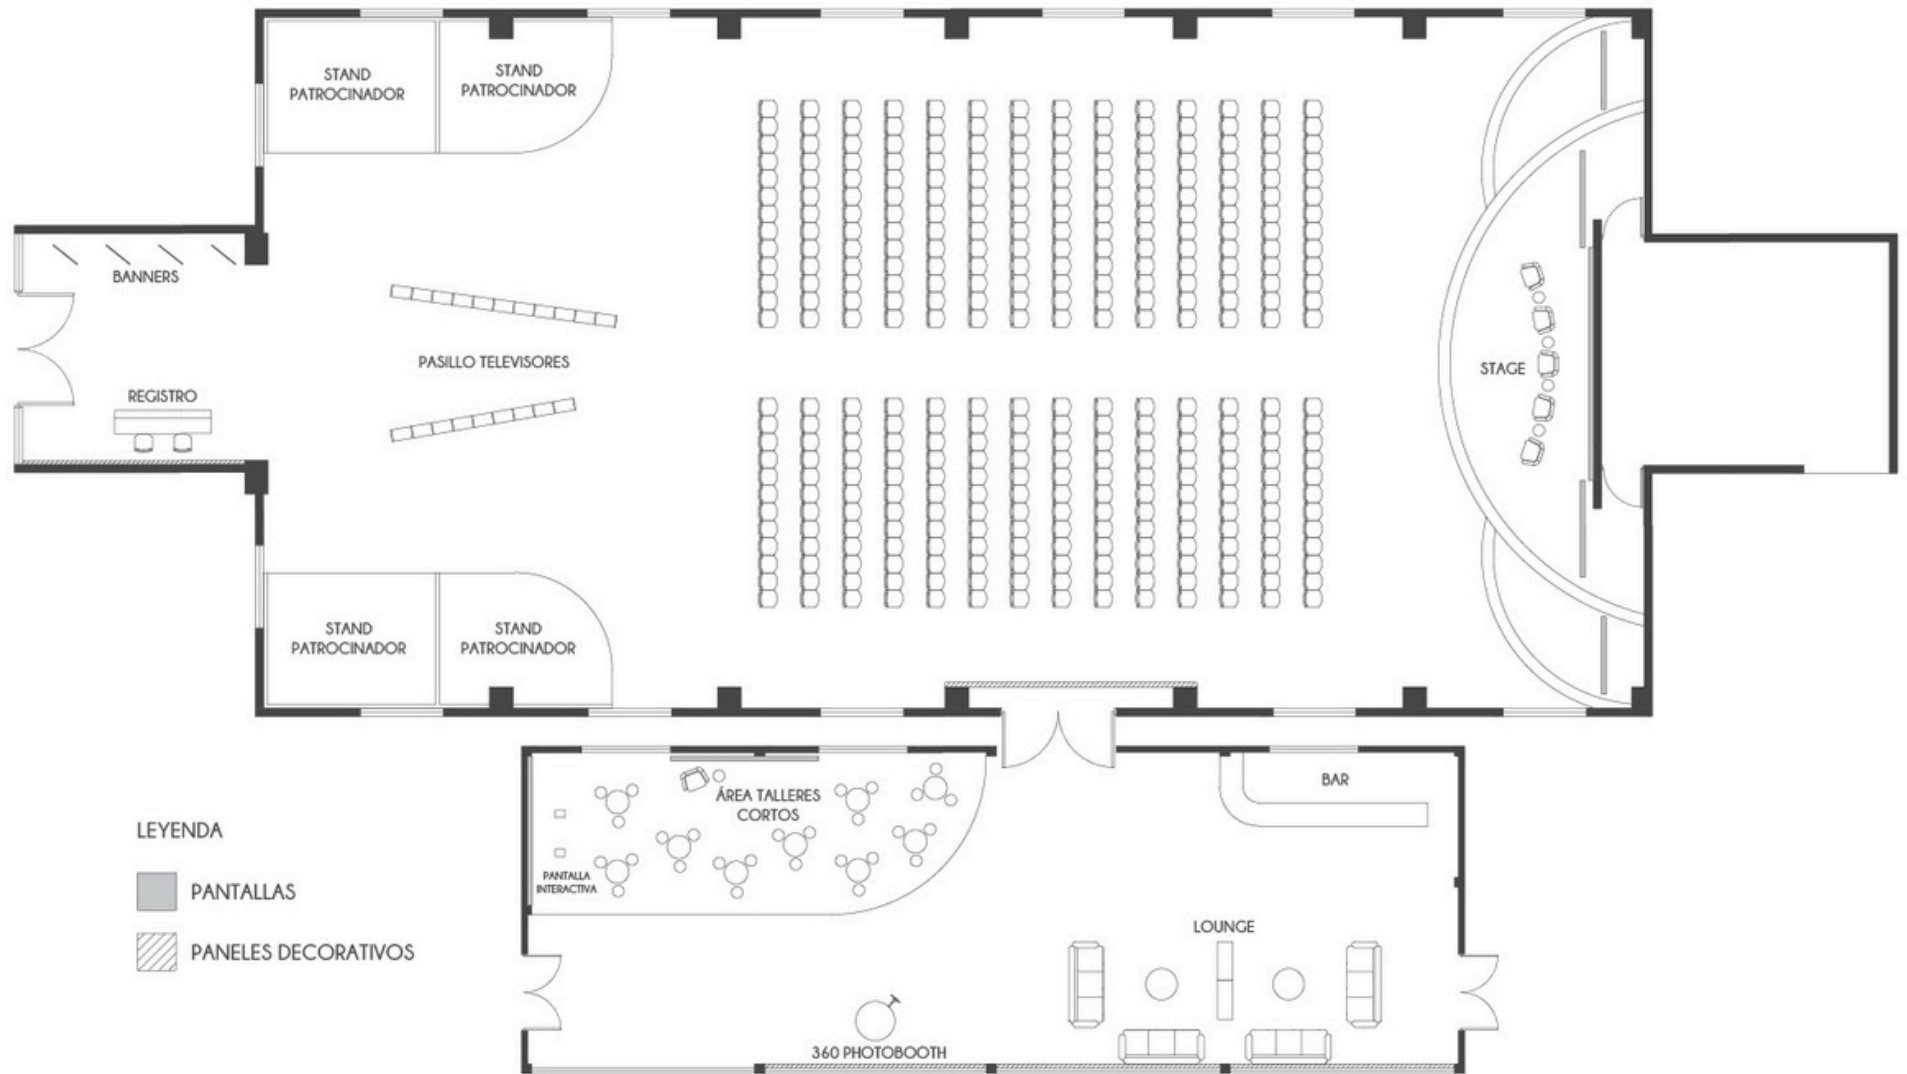 STAND
PATROCINADOR
STAND
PATROCINADOR
BANNERS
PASILLO TELEVISORES
STAGE
REGISTRO
STAND
PATROCINADOR
STAND
PATROCINADOR
BAR
ÁREA TALLERES
CORTOS
PANTALLA
INTERACTIVA
LOUNGE
360 PHOTOBOOTH
LEYENDA
PANTALLAS
PANELES DECORATIVOS